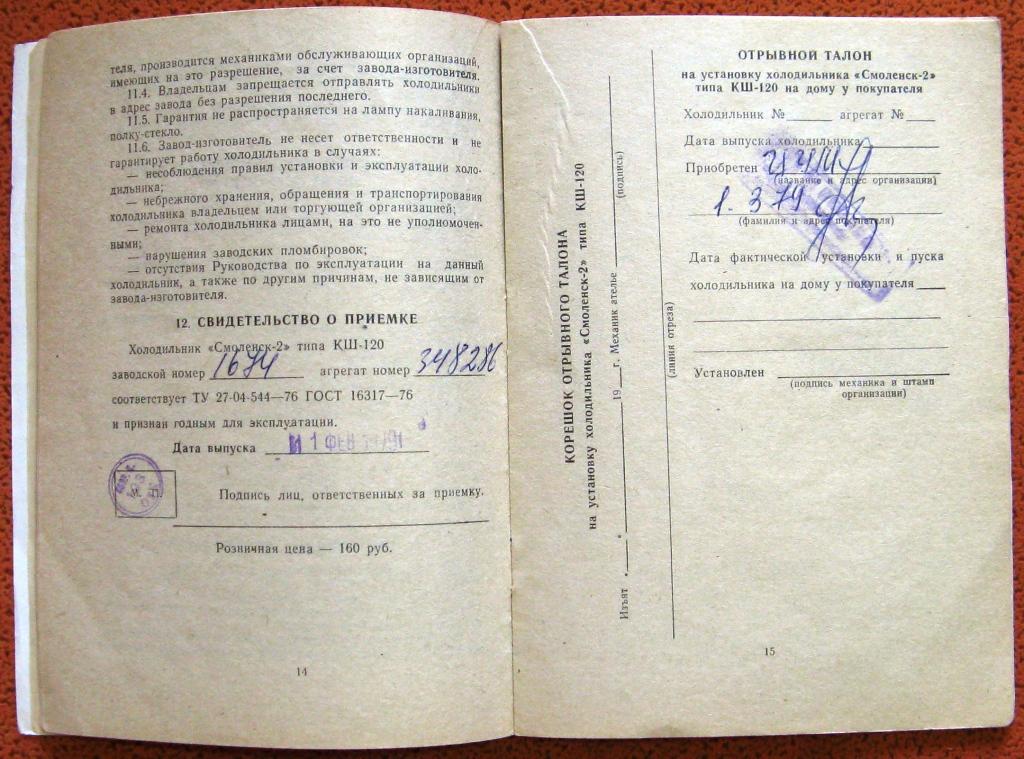 теля, производится механиками обслуживающих организаций,
имеющих на это разрешение, за счет завода-изготовителя.
11.4. Владельцам запрещается отправлять холодильники
в адрес завода без разрешения последнего.
11.5. Гарантия не распространяется на лампу накаливания,
полку-стекло.
11.6. Завод-изготовитель не несет ответственности и не
гарантирует работу холодильника в случаях:
— несоблюдения правил установки и эксплуатации холо-
дильника;
— небрежного хранения, обращения и транспортирования
холодильника владельцем или торгующей организацией;
— ремонта холодильника лицами, на это не уполномочен-
ными;
— нарушения заводских пломбировок;
— отсутствия Руководства по эксплуатации на данный
холодильник, а также по другим причинам, не зависящим от
завода-изготовителя.
12. СВИДЕТЕЛЬСТВО О ПРИЕМКЕ
Холодильник «Смоленск-2» типа КШ-120
заводской номер 1674 агрегат номер 348286
соответствует ТУ 27-04-544—76 ГОСТ 16317—76
и признан годным для эксплуатации.
Дата выпуска 1 ФЕВ
М. П.
Подпись лиц, ответственных за приемку.
Розничная цена — 160 руб.
14
КОРЕШОК ОТРЫВНОГО ТАЛОНА
на установку холодильника «Смоленск-2» типа КШ-120
Изъят 19 г. Механик ателье
(подпись)
(линия отреза)
ОТРЫВНОЙ ТАЛОН
на установку холодильника «Смоленск-2»
типа КШ-120 на дому у покупателя
Холодильник № агрегат №
Дата выпуска холодильника
Приобретен ЦУМ
(название и адрес организации)
1. 3 79
(фамилия и адрес покупателя)
Дата фактической установки и пуска
холодильника на дому у покупателя
Установлен
(подпись механика и штамп
организации)
15